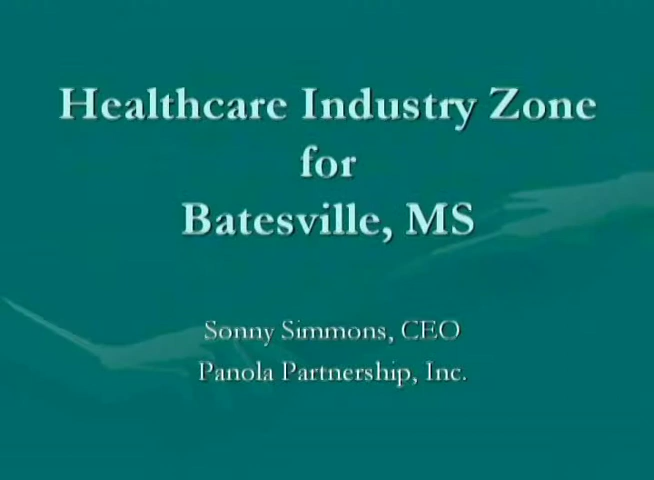 Healthcare Industry Zone
for
Batesville, MS
Sonny Simmons, CEO
Panola Partnership, Inc.